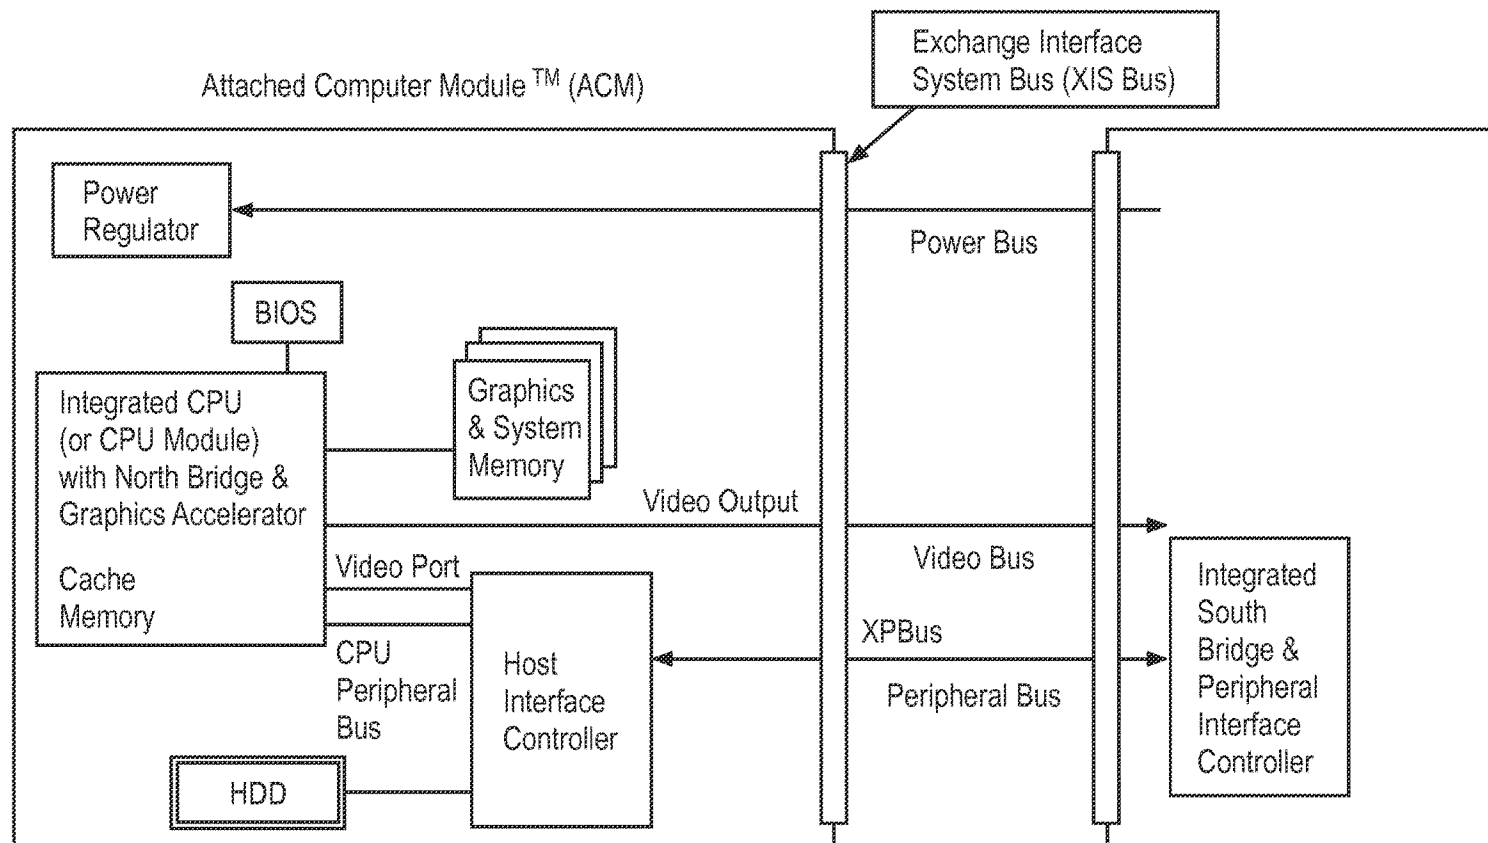 Exchange Interface
System Bus (XIS Bus)
Attached Computer Module TM (ACM)
Power
Regulator
Power Bus
BIOS
Graphics
& System
Memory
Integrated CPU
(or CPU Module)
with North Bridge &
Graphics Accelerator
Cache
Memory
Video Output
Video Bus
Video Port
CPU
Peripheral
Bus
Host
Interface
Controller
XPBus
Peripheral Bus
Integrated
South
Bridge &
Peripheral
Interface
Controller
HDD